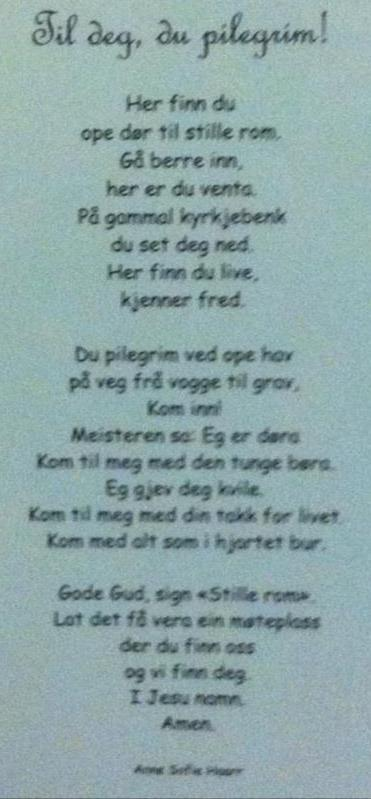 Til deg, du pilegrim!
Her finn du
ope dør til stille rom.
Gå berre inn,
her er du venta.
På gammal kyrkjebenk
du set deg ned.
Her finn du live,
kjenner fred.
Du pilegrim ved ope hav
på veg frå vogge til grav,
Kom inn!
Meisteren sa: Eg er døra
Kom til meg med den tunge børa.
Eg gjev deg kvile.
Kom til meg med din takk for livet
Kom med alt som i hjartet bur.
Gode Gud, sign «Stille rom».
Lat det få vera ein møteplass
der du finn oss
og vi finn deg.
I Jesu namn.
Amen.
Anne Sofie